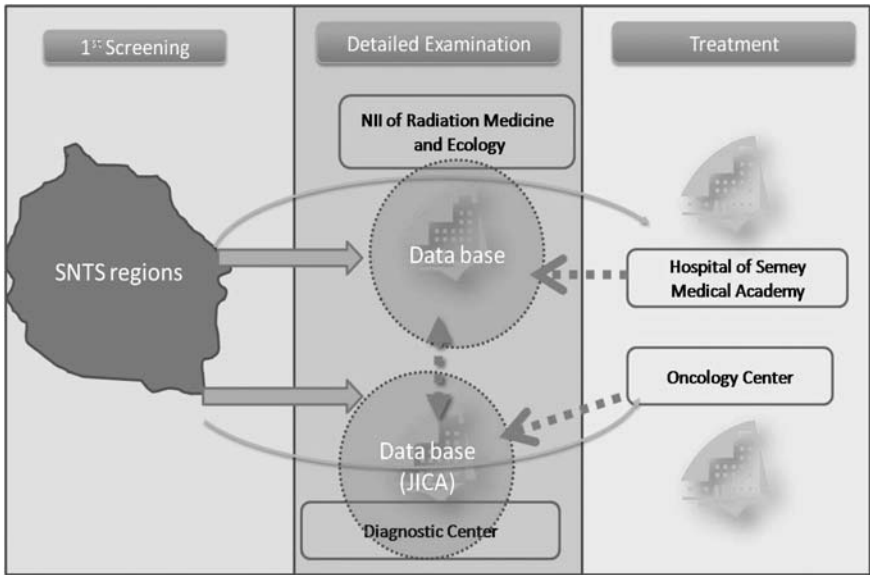 1st Screening
Detailed Examination
Treatment
NII of Radiation Medicine
and Ecology
SNTS regions
Data base
Hospital of Semey
Medical Academy
Oncology Center
Data base
(JICA)
Diagnostic Center